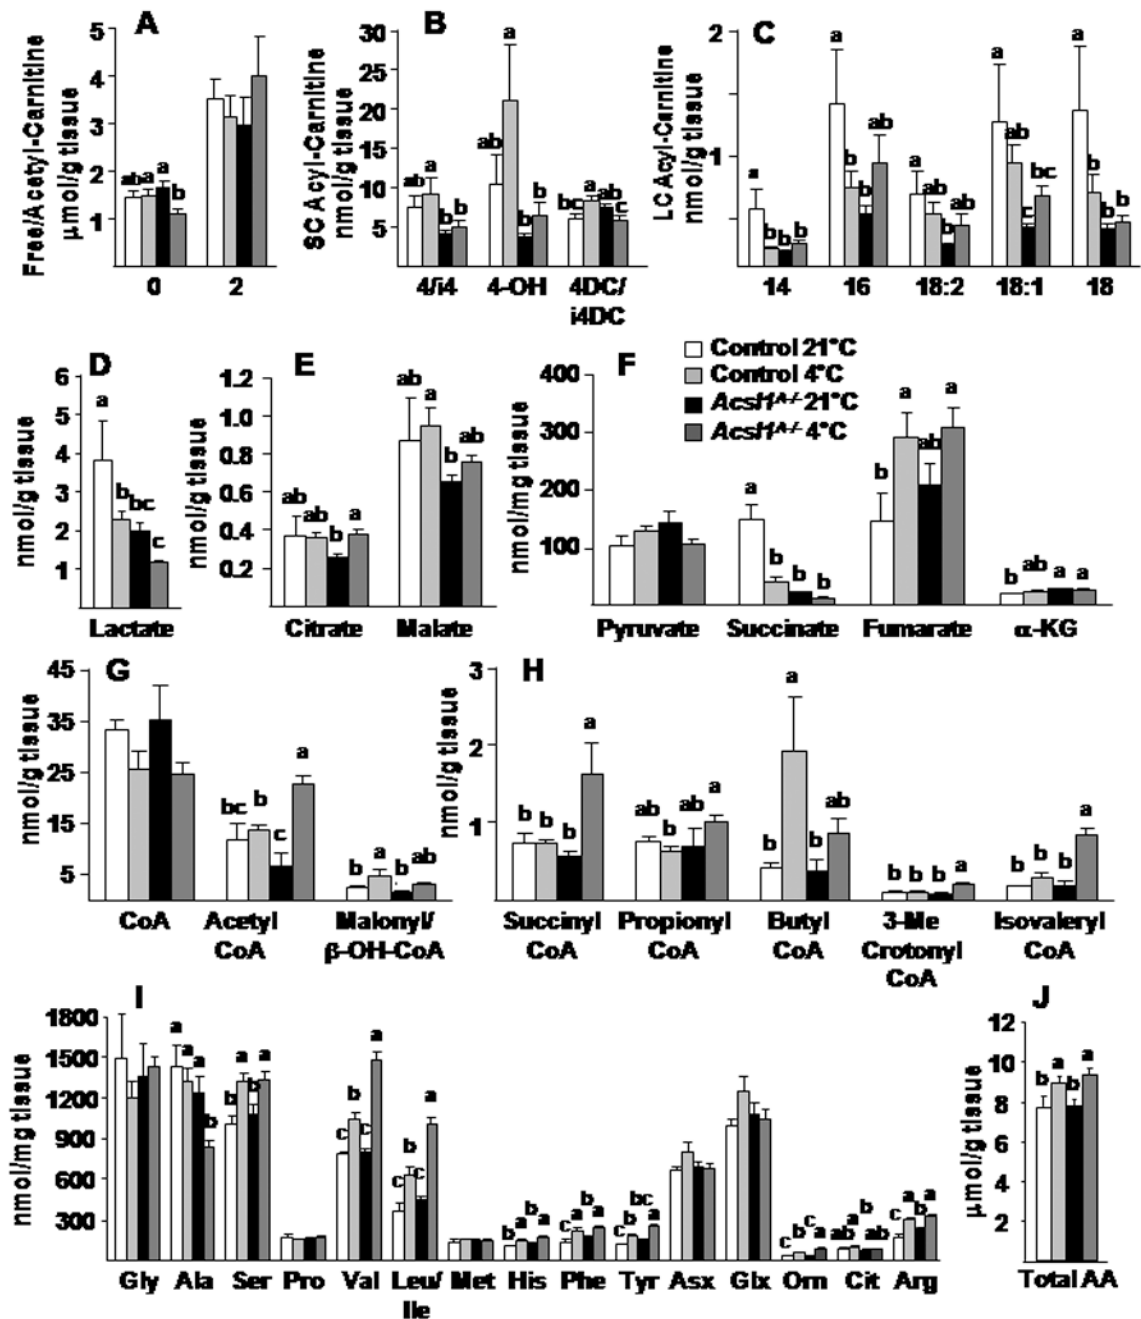 A
Free/Acetyl-Carnitine
µmol/g tissue
5
4
3
2
1
ab a a b
0 2
B
SC Acyl-Carnitine
nmol/g tissue
30
25
20
15
10
5
ab a b b
ab a b b
bc a ab c
4/i4 4-OH 4DC/
i4DC
C
LC Acyl-Carnitine
nmol/g tissue
2
1
a b b b
a b b ab
a ab b ab
a ab c bc
a b b b
14 16 18:2 18:1 18
D
nmol/g tissue
6
5
4
3
2
1
a b bc c
Lactate
E
nmol/g tissue
1.2
1.0
0.8
0.6
0.4
0.2
ab ab b a
ab a b ab
Citrate Malate
Control 21°C
Control 4°C
Acsl1A-/- 21°C
Acsl1A-/- 4°C
F
nmol/mg tissue
400
300
200
100
a b b b
b a ab a
b ab a a
Pyruvate Succinate Fumarate α-KG
G
nmol/g tissue
45
35
25
15
5
bc b c a
b a b ab
CoA Acetyl Malonyl/
CoA β-OH-CoA
H
nmol/g tissue
3
2
1
b b b a
ab b ab a
b a b ab
b b b a
b b b a
Succinyl Propionyl Butyl 3-Me Isovaleryl
CoA CoA CoA Crotonyl CoA
CoA
I
nmol/mg tissue
1800
1500
1200
900
600
300
a a a b
b a b a
c b c a
c b c a
b a b a
c a b a
c b bc a
c b c a
ab a b ab
c a b a
Gly Ala Ser Pro Val Leu/ Met His Phe Tyr Asx Glx Orn Cit Arg
Ile
J
µmol/g tissue
12
10
8
6
4
2
b a b a
Total AA